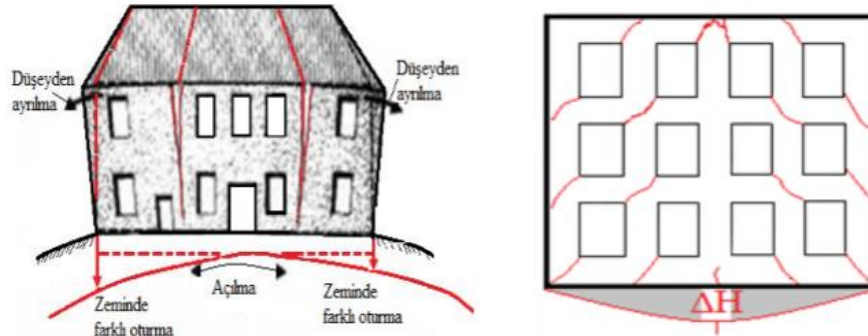 Düşeyden
ayrılma
Düşeyden
ayrılma
Açılma
Zeminde
farklı oturma
Zeminde
farklı oturma
ΔH